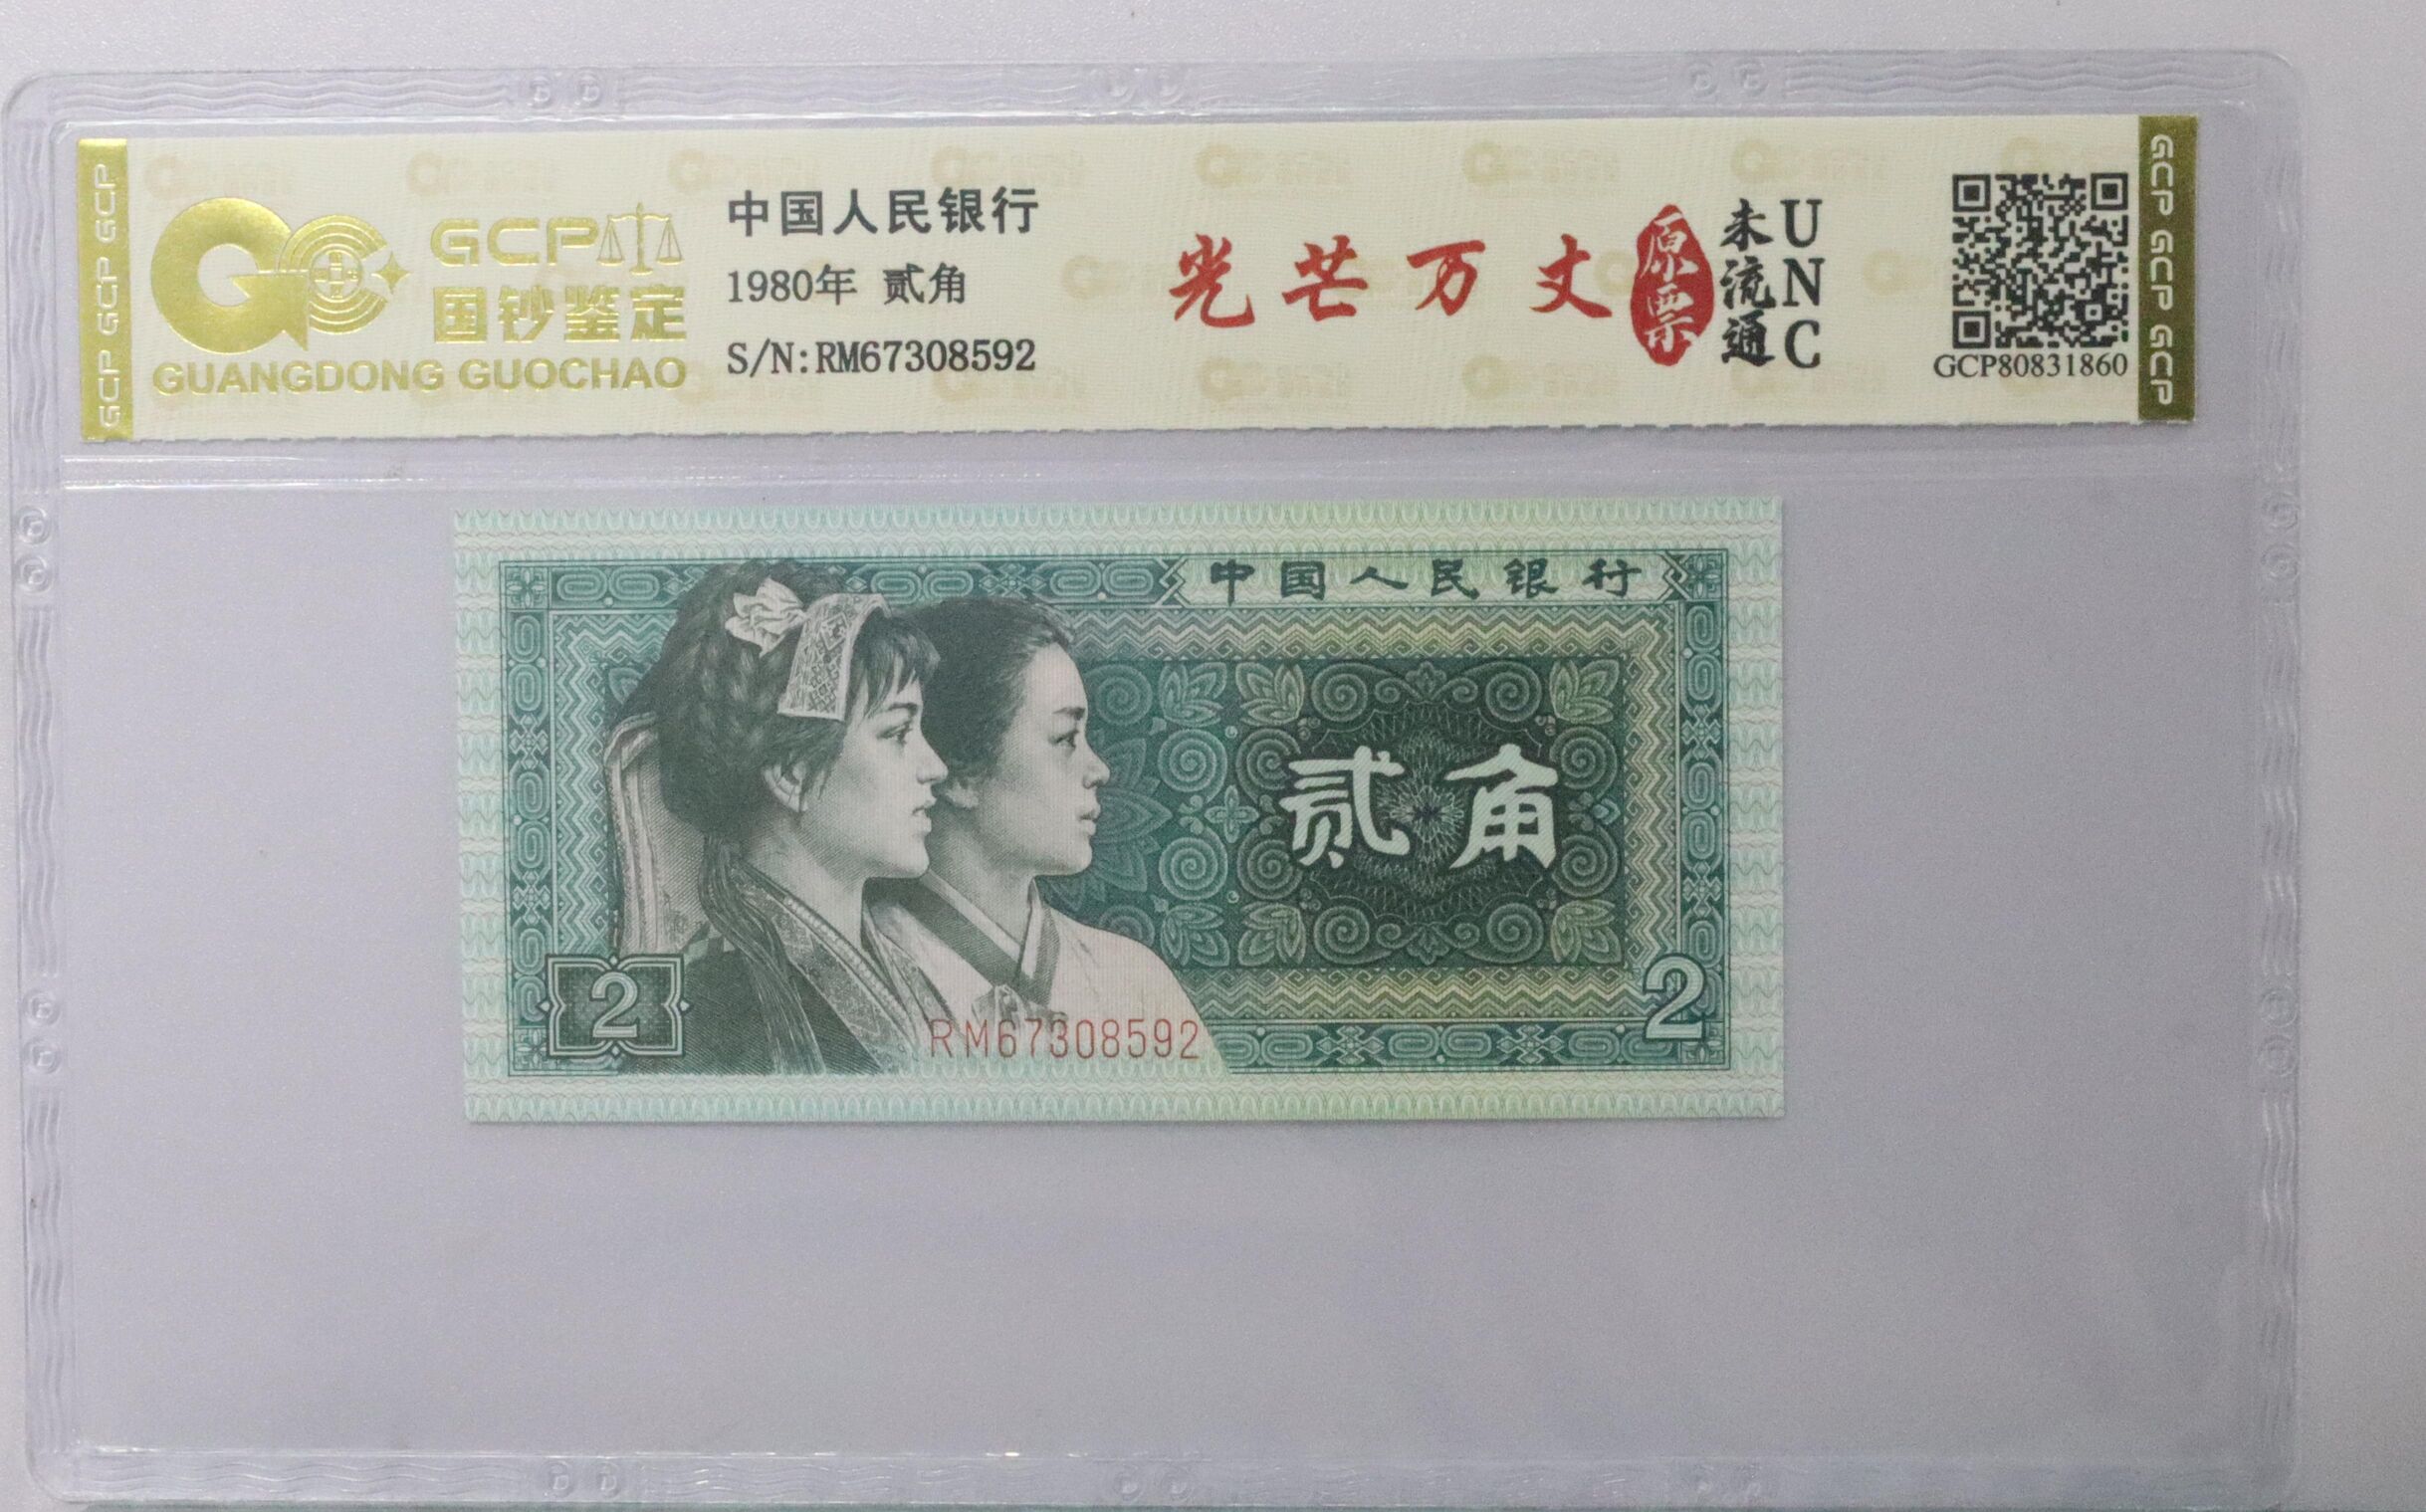 GCP GCP GCP
GCP
国钞鉴定
GUANGDONG GUOCHAO
中国人民银行
1980年 贰角
S/N:RM67308592
光芒万丈
原票
未流通
UNC
GCP80831860
GCP GCP GCP
中国人民银行
贰角
2
2
RM67308592